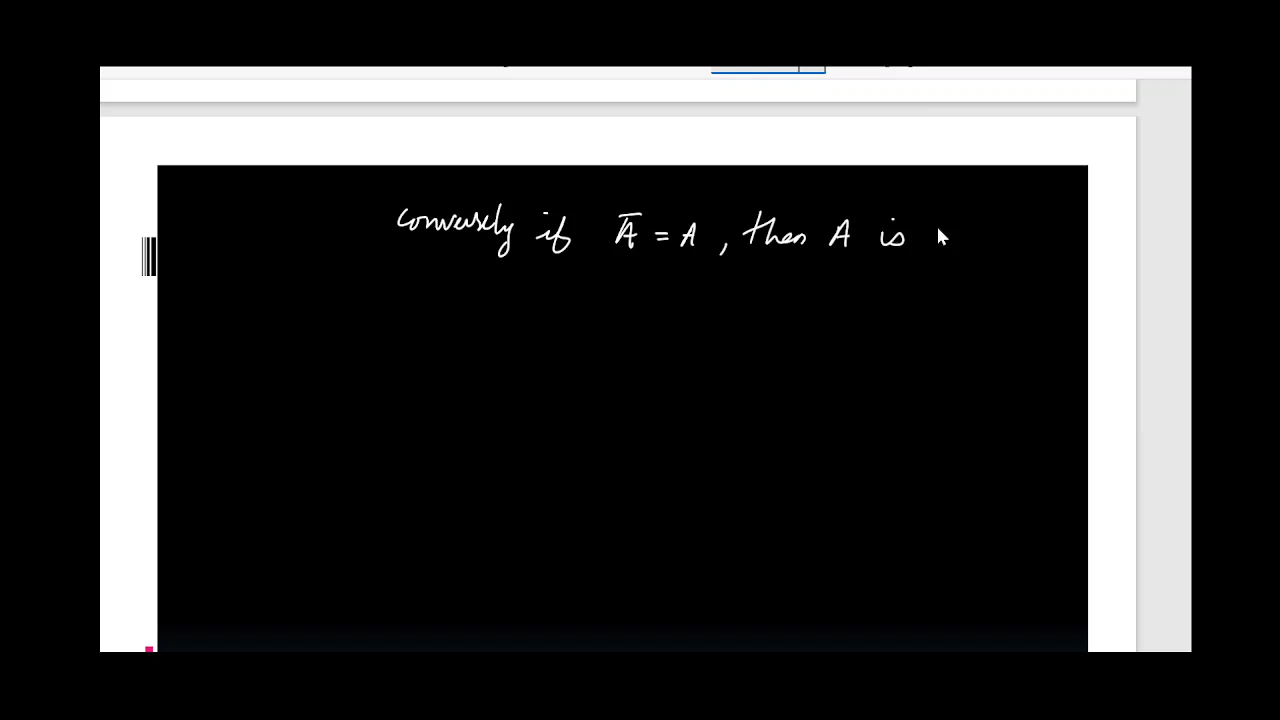 conversely if Ā = A , then A is